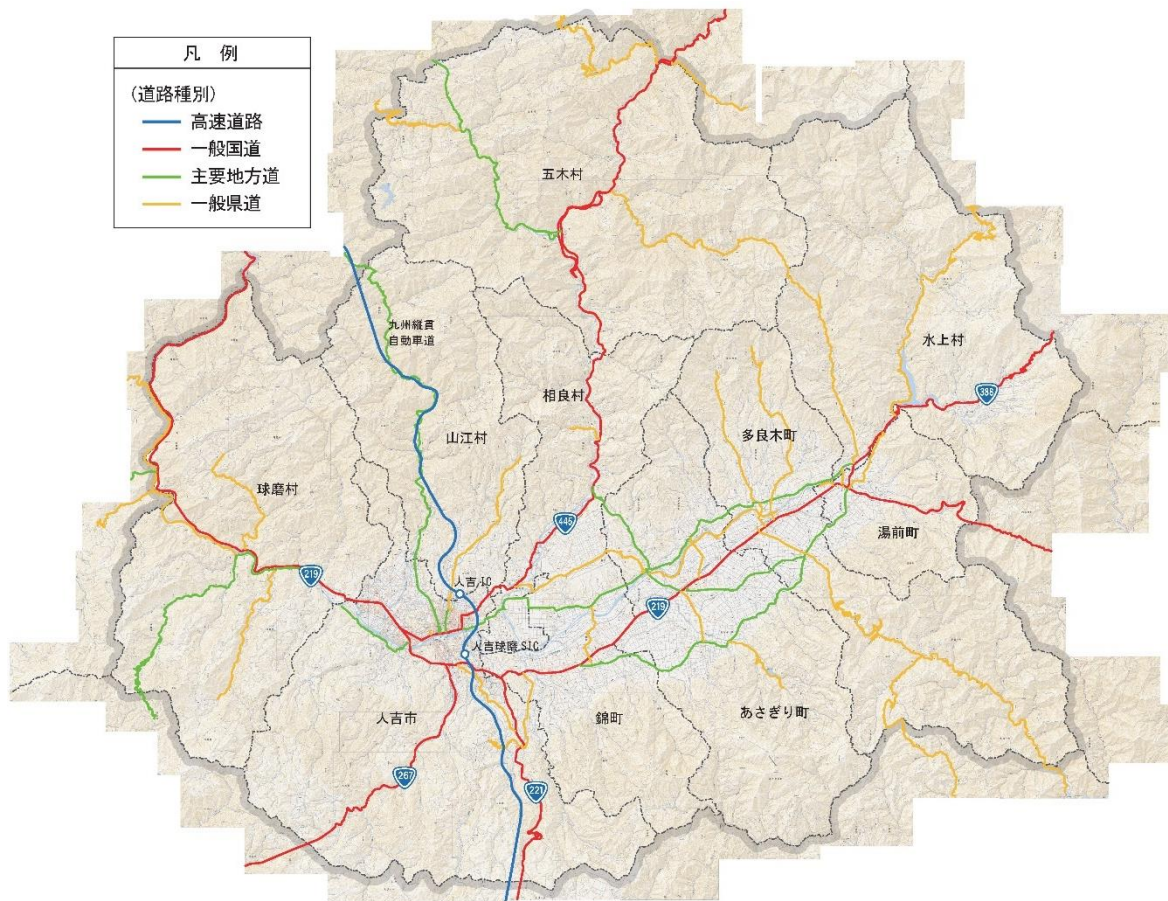 凡 例
(道路種別)
高速道路
一般国道
主要地方道
一般県道
五木村
九州縦貫
自動車道
水上村
相良村
388
山江村
多良木町
球磨村
湯前町
445
219
人吉IC
219
人吉球磨SIC
人吉市
錦町
あさぎり町
267
221